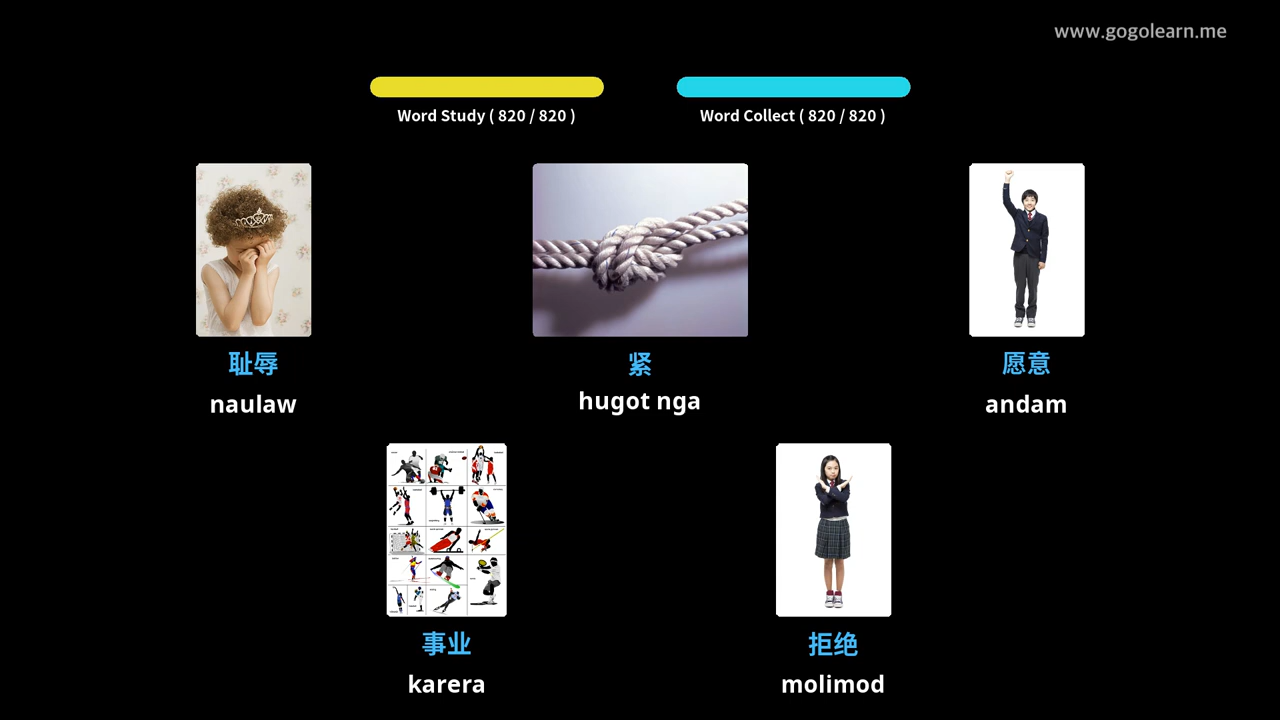 www.gogolearn.me
Word Study ( 820 / 820 )
Word Collect ( 820 / 820 )
耻辱
naulaw
紧
hugot nga
愿意
andam
事业
karera
拒绝
molimod